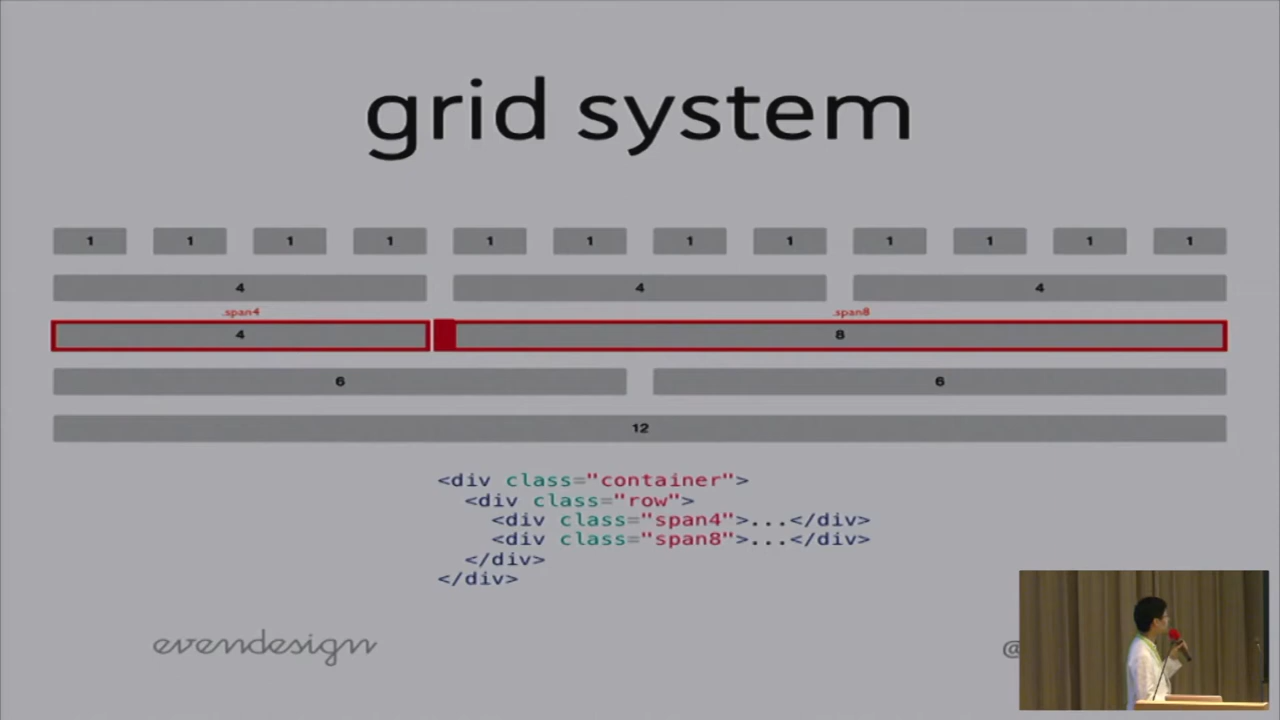 grid system
1 1 1 1 1 1 1 1 1 1 1 1
4 4 4
.span4 .span8
4 8
6 6
12
<div class="container">
<div class="row">
<div class="span4">...</div>
<div class="span8">...</div>
</div>
</div>
evendesign @